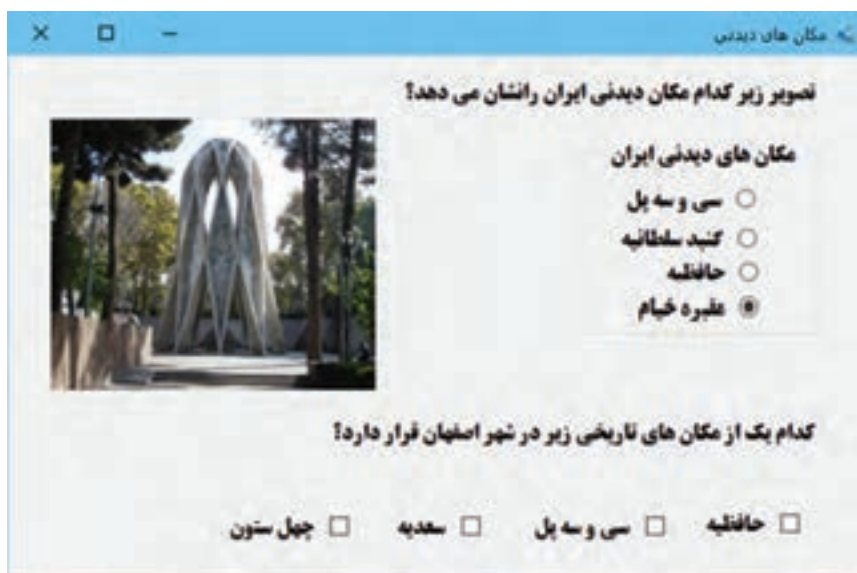 مکان های دیدنی
تصویر زیر کدام مکان دیدنی ایران رانشان می دهد؟
مکان های دیدنی ایران
سی و سه پل
گنبد سلطانیه
حافظیه
مقبره خیام
کدام یک از مکان های تاریخی زیر در شهر اصفهان قرار دارد؟
حافظیه سی و سه پل سعدیه چهل ستون